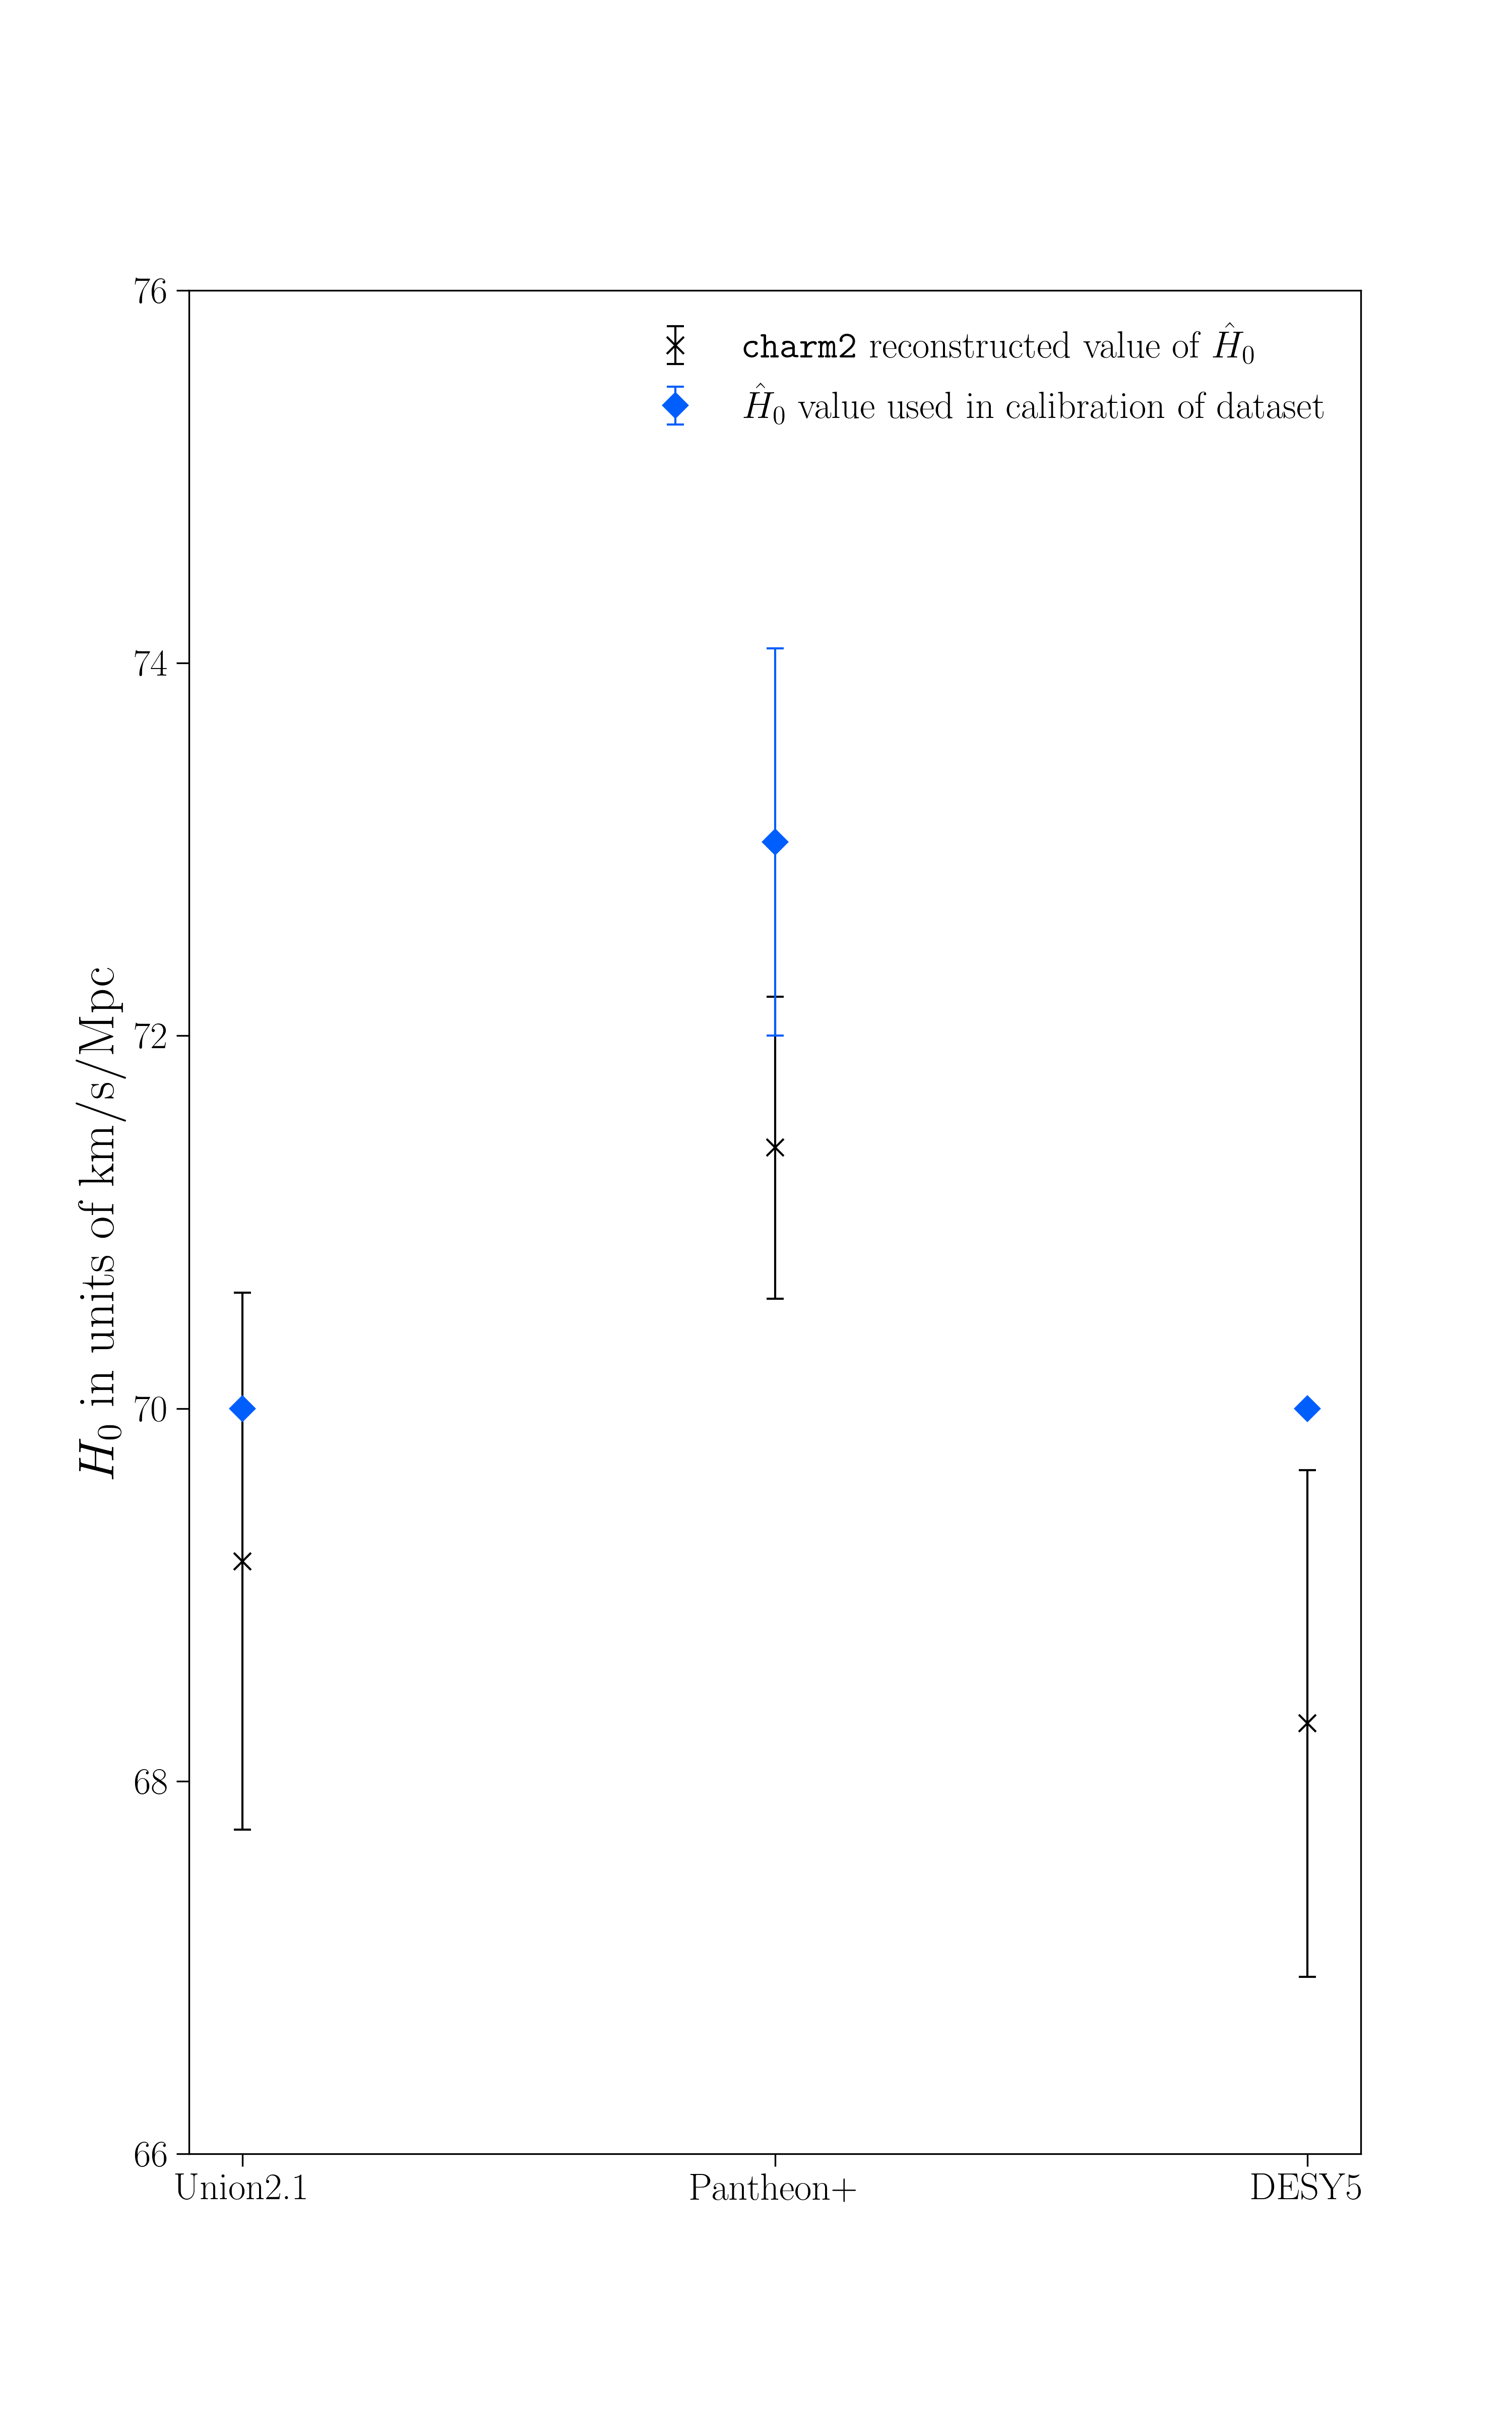 76
charm2 reconstructed value of Ĥ₀
Ĥ₀ value used in calibration of dataset
74
72
70
68
66
H₀ in units of km/s/Mpc
Union2.1 Pantheon+ DESY5